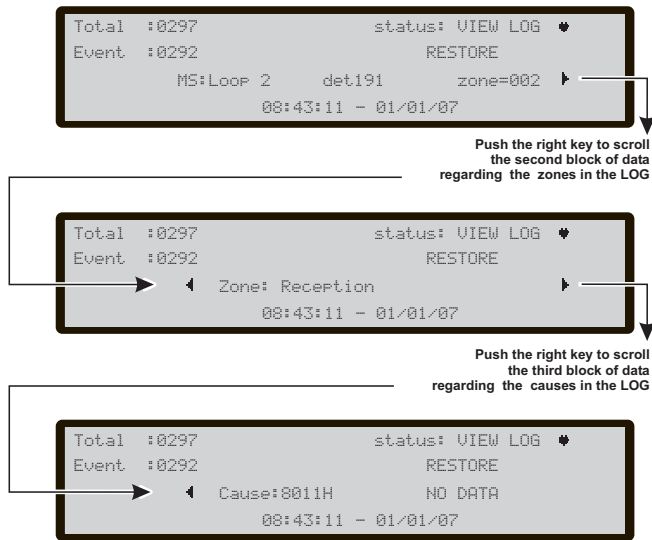 Total :0297 status: VIEW LOG
Event :0292 RESTORE
MS:Loop 2 det191 zone=002
08:43:11 - 01/01/07
Push the right key to scroll
the second block of data
regarding the zones in the LOG
Total :0297 status: VIEW LOG
Event :0292 RESTORE
Zone: Reception
08:43:11 - 01/01/07
Push the right key to scroll
the third block of data
regarding the causes in the LOG
Total :0297 status: VIEW LOG
Event :0292 RESTORE
Cause:8011H NO DATA
08:43:11 - 01/01/07